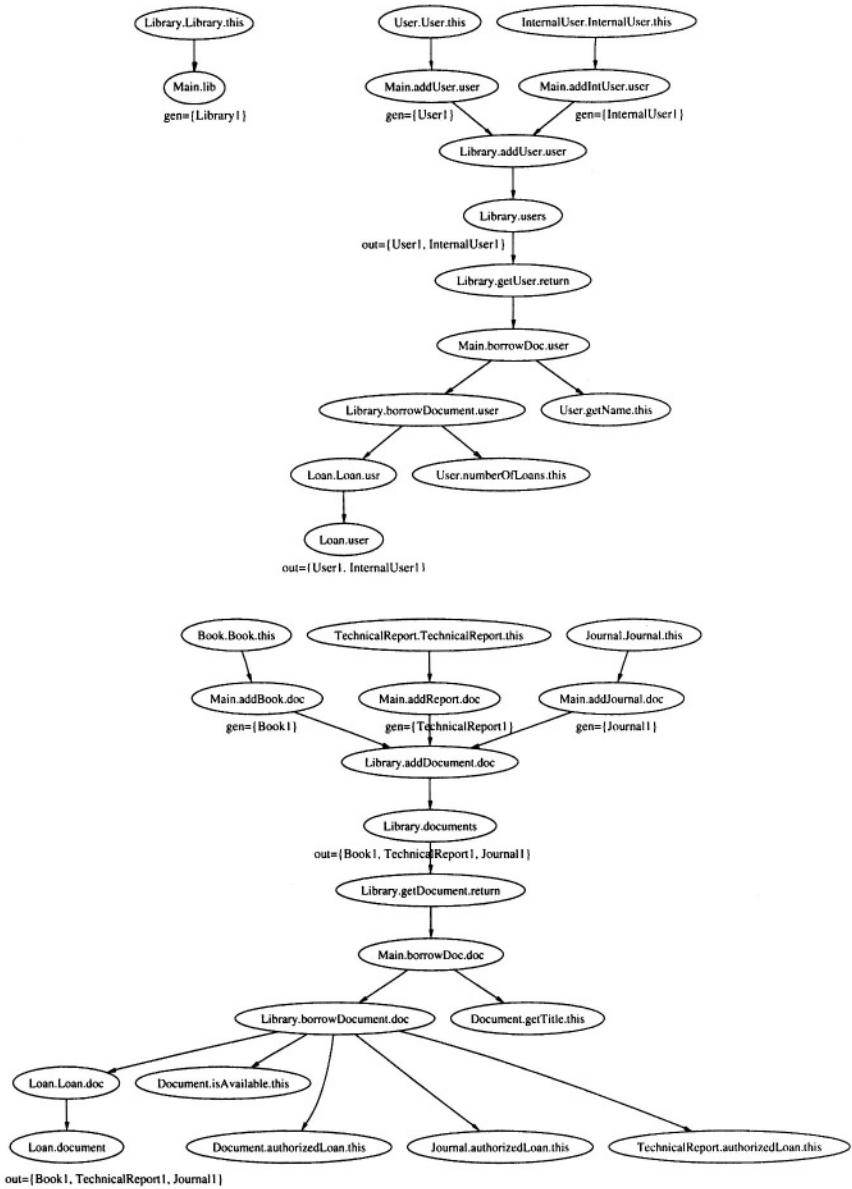 Library.Library.this
User.User.this
InternalUser.InternalUser.this
Main.lib
Main.addUser.user
Main.addIntUser.user
gen={Library1}
gen={User1}
gen={InternalUser1}
Library.addUser.user
Library.users
out={User1, InternalUser1}
Library.getUser.return
Main.borrowDoc.user
Library.borrowDocument.user
User.getName.this
Loan.Loan.usr
User.numberOfLoans.this
Loan.user
out={User1, InternalUser1}
Book.Book.this
TechnicalReport.TechnicalReport.this
Journal.Journal.this
Main.addBook.doc
Main.addReport.doc
Main.addJournal.doc
gen={Book1}
gen={TechnicalReport1}
gen={Journal1}
Library.addDocument.doc
Library.documents
out={Book1, TechnicalReport1, Journal1}
Library.getDocument.return
Main.borrowDoc.doc
Library.borrowDocument.doc
Document.getTitle.this
Loan.Loan.doc
Document.isAvailable.this
Loan.document
Document.authorizedLoan.this
Journal.authorizedLoan.this
TechnicalReport.authorizedLoan.this
out={Book1, TechnicalReport1, Journal1}